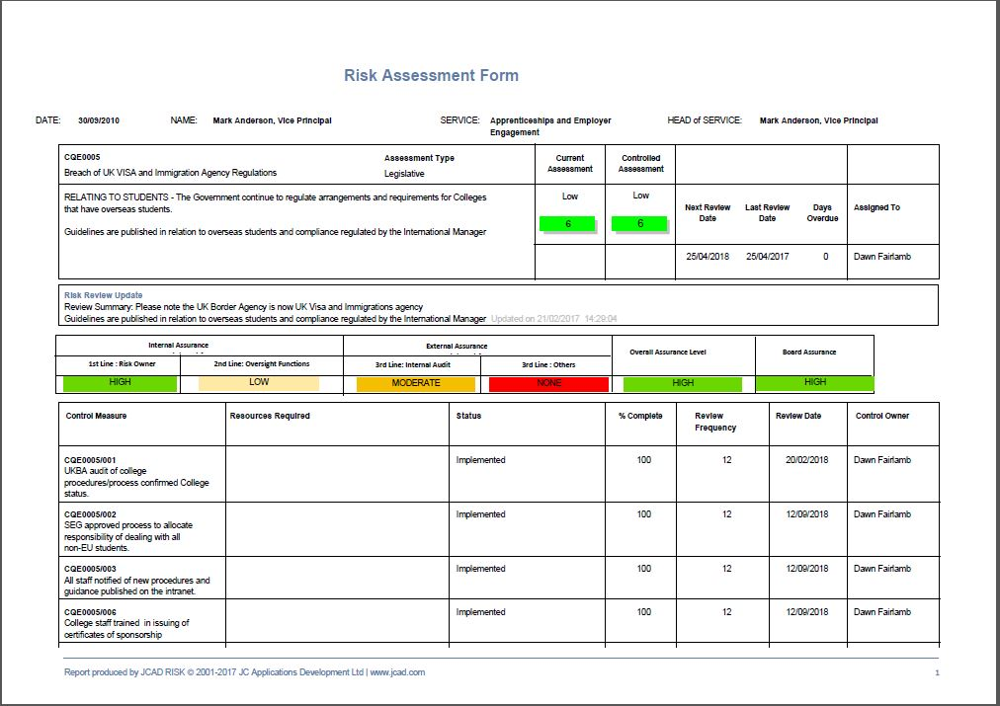 Risk Assessment Form
DATE: 30/09/2010 NAME: Mark Anderson, Vice Principal SERVICE: Apprenticeships and Employer Engagement HEAD of SERVICE: Mark Anderson, Vice Principal
CQE0005 Assessment Type Current Assessment Controlled Assessment
Breach of UK VISA and Immigration Agency Regulations Legislative
RELATING TO STUDENTS - The Government continue to regulate arrangements and requirements for Colleges
that have overseas students.
Guidelines are published in relation to overseas students and compliance regulated by the International Manager
Low Low
6 6
Next Review Date Last Review Date Days Overdue Assigned To
25/04/2018 25/04/2017 0 Dawn Fairlamb
Risk Review Update
Review Summary: Please note the UK Border Agency is now UK Visa and Immigrations agency
Guidelines are published in relation to overseas students and compliance regulated by the International Manager Updated on 21/02/2017 14:29:04
Internal Assurance External Assurance Overall Assurance Level Board Assurance
1st Line : Risk Owner 2nd Line: Oversight Functions 3rd Line: Internal Audit 3rd Line : Others
HIGH LOW MODERATE NONE HIGH HIGH
Control Measure Resources Required Status % Complete Review Frequency Review Date Control Owner
CQE0005/001 Implemented 100 12 20/02/2018 Dawn Fairlamb
UKBA audit of college
procedures/process confirmed College
status.
CQE0005/002 Implemented 100 12 12/09/2018 Dawn Fairlamb
SEG approved process to allocate
responsibility of dealing with all
non-EU students.
CQE0005/003 Implemented 100 12 12/09/2018 Dawn Fairlamb
All staff notified of new procedures and
guidance published on the intranet.
CQE0005/006 Implemented 100 12 12/09/2018 Dawn Fairlamb
College staff trained in issuing of
certificates of sponsorship
Report produced by JCAD RISK © 2001-2017 JC Applications Development Ltd | www.jcad.com 1